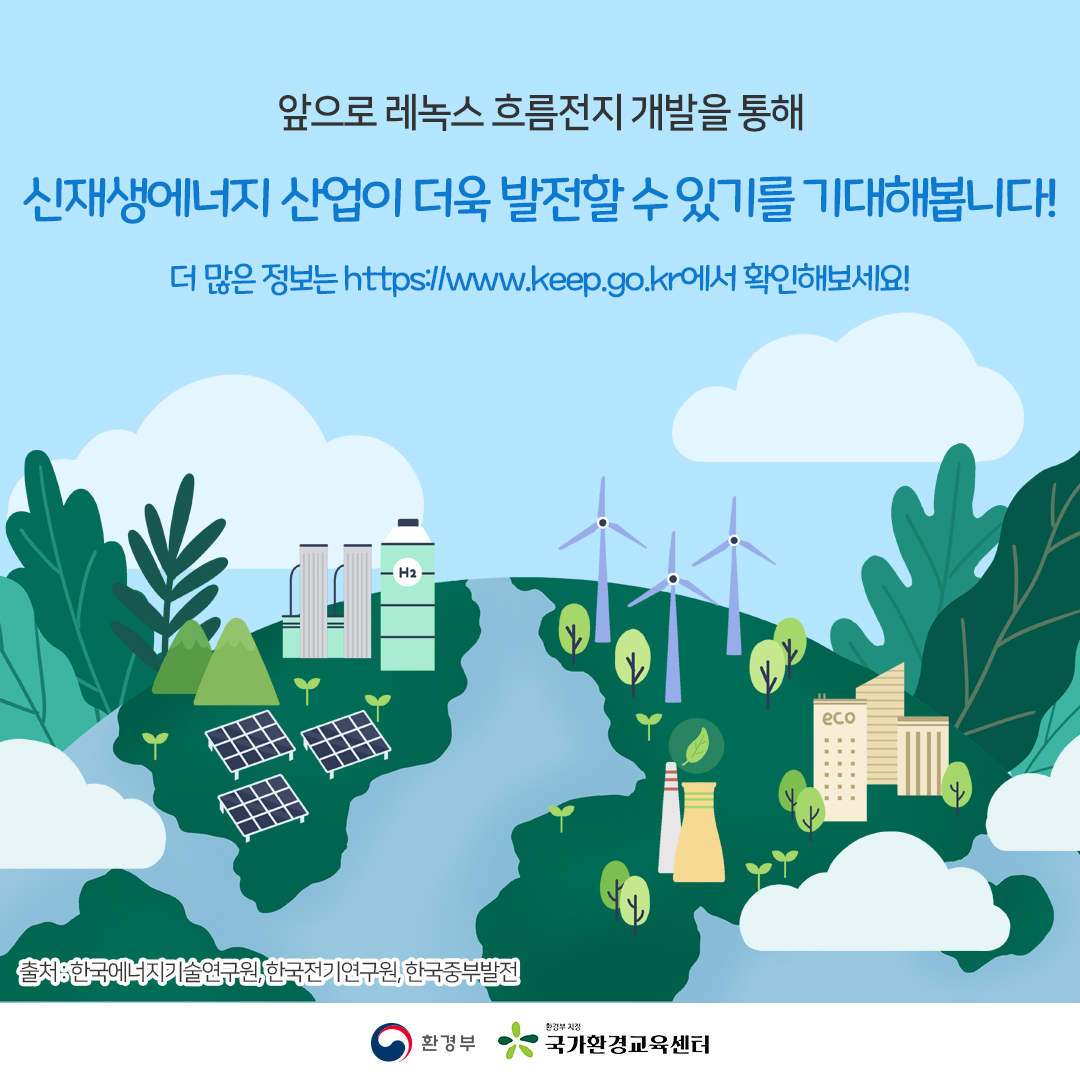 앞으로 레녹스 흐름전지 개발을 통해
신재생에너지 산업이 더욱 발전할 수 있기를 기대해봅니다!
더 많은 정보는 https://www.keep.go.kr에서 확인해보세요!
H2
eco
출처 : 한국에너지기술연구원, 한국전기연구원, 한국중부발전
환경부
환경부 지정
국가환경교육센터